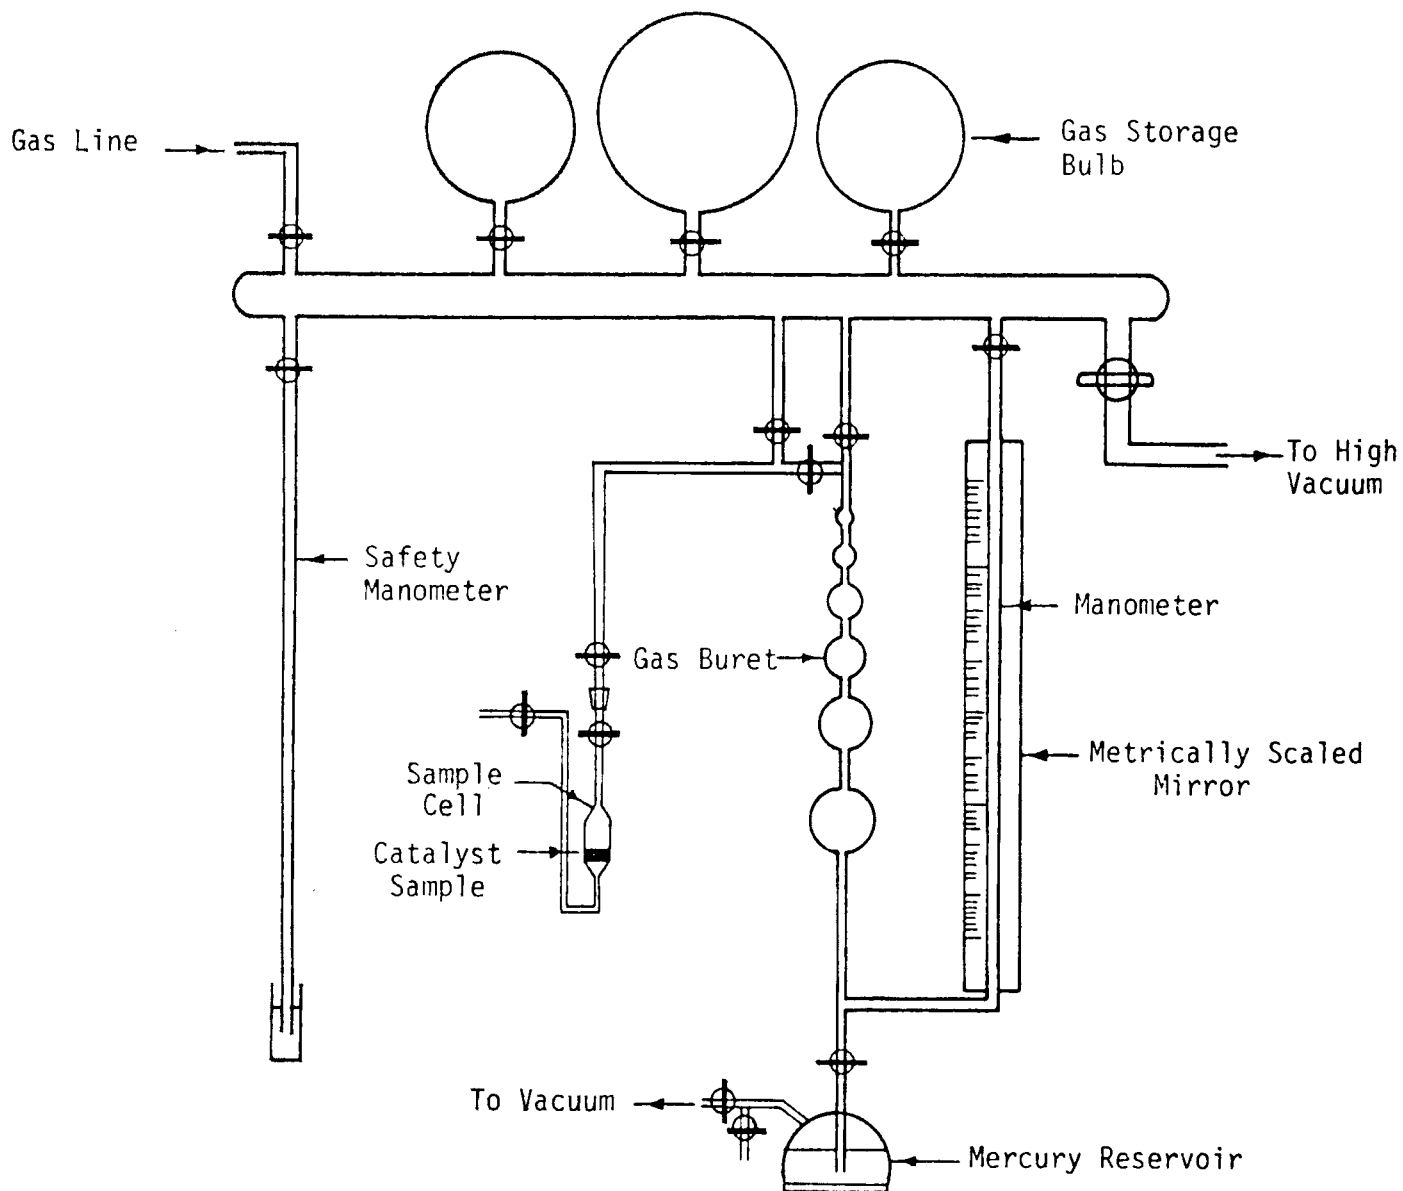 Gas Line
Gas Storage
Bulb
To High
Vacuum
Safety
Manometer
Manometer
Gas Buret
Metrically Scaled
Mirror
Sample
Cell
Catalyst
Sample
To Vacuum
Mercury Reservoir